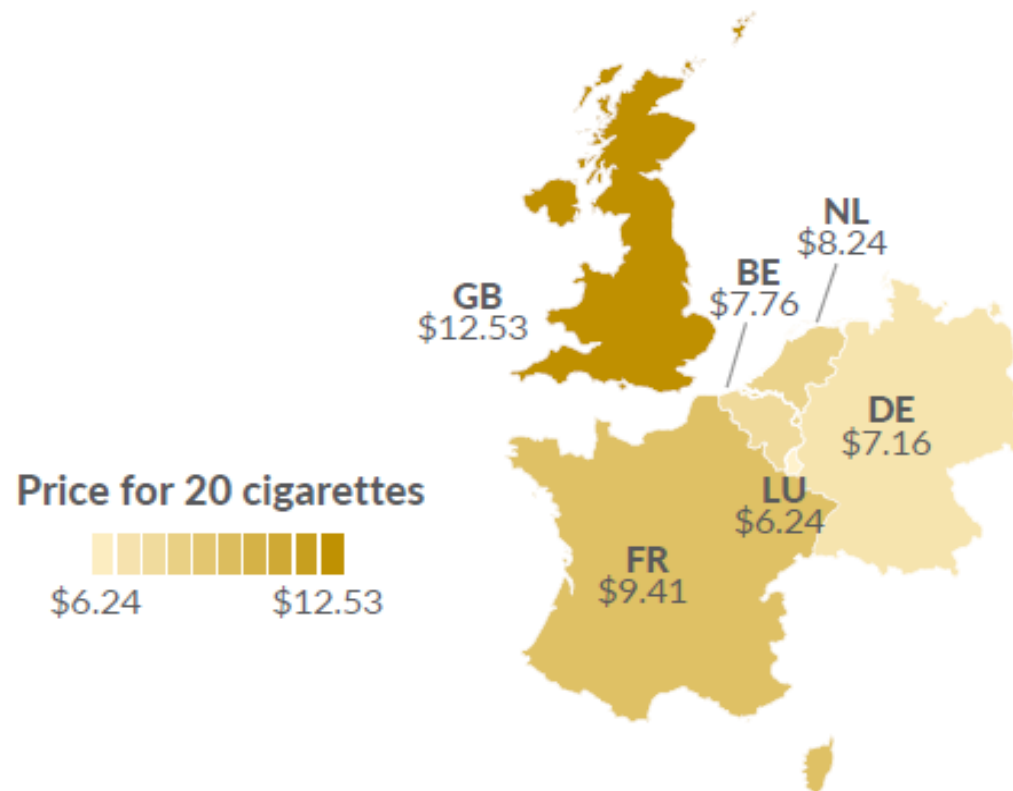 NL
$8.24
BE
$7.76
GB
$12.53
DE
$7.16
Price for 20 cigarettes
LU
$6.24
FR
$9.41
$6.24
$12.53